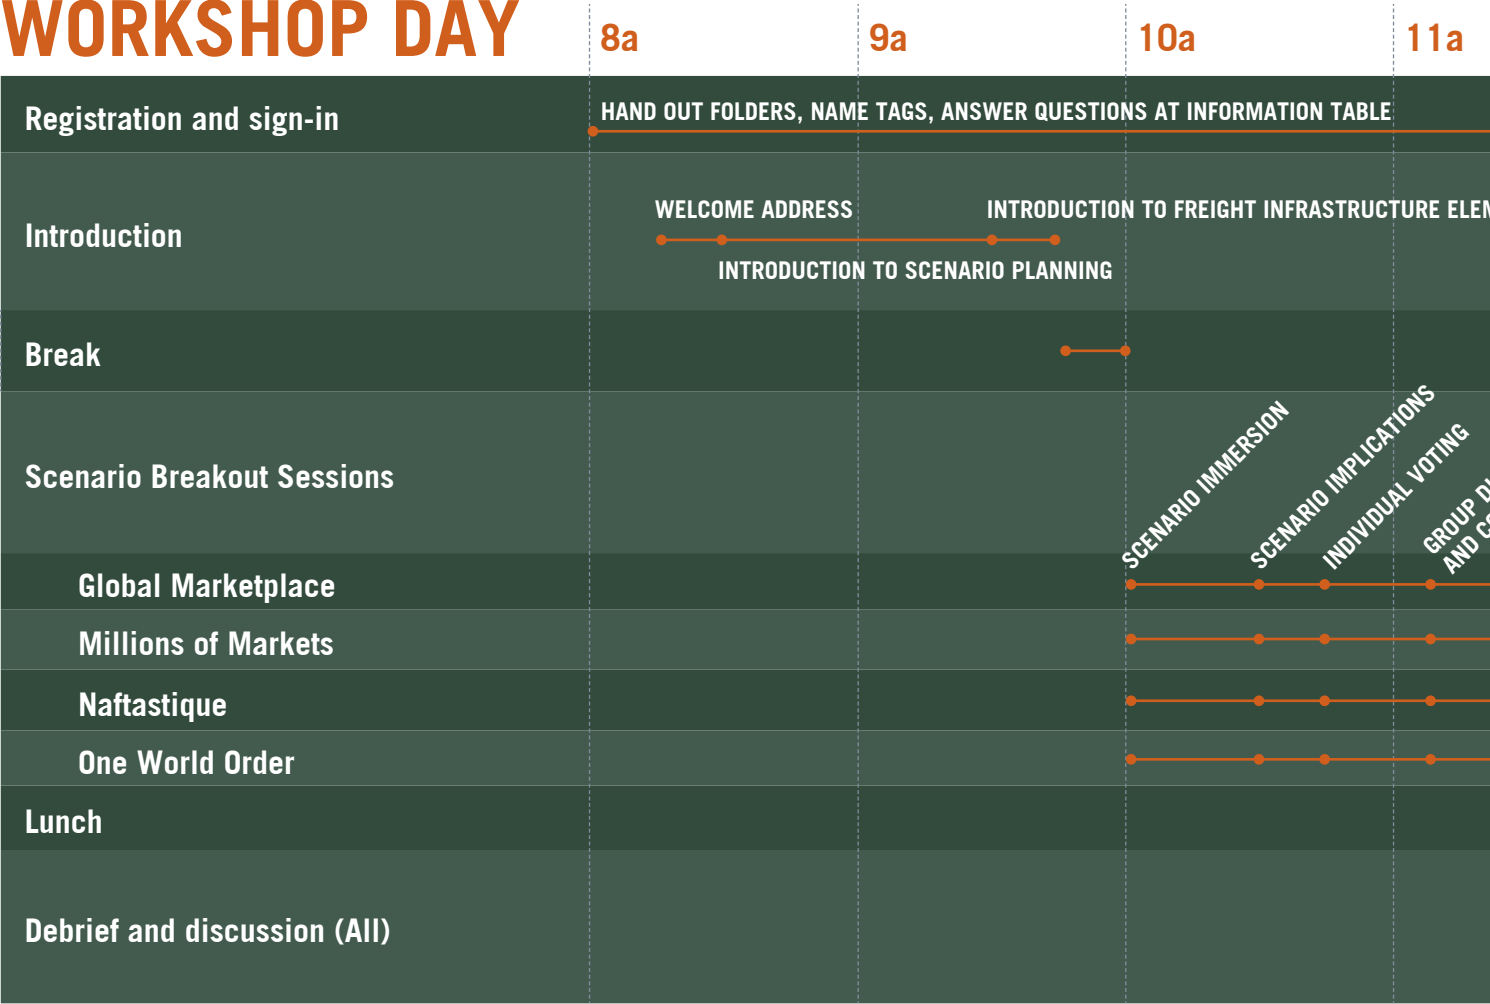 WORKSHOP DAY
8a
9a
10a
11a
Registration and sign-in
HAND OUT FOLDERS, NAME TAGS, ANSWER QUESTIONS AT INFORMATION TABLE
Introduction
WELCOME ADDRESS
INTRODUCTION TO FREIGHT INFRASTRUCTURE
INTRODUCTION TO SCENARIO PLANNING
Break
Scenario Breakout Sessions
SCENARIO IMMERSION
SCENARIO IMPLICATIONS
INDIVIDUAL VOTING
GROUP
AND
Global Marketplace
Millions of Markets
Naftastique
One World Order
Lunch
Debrief and discussion (All)